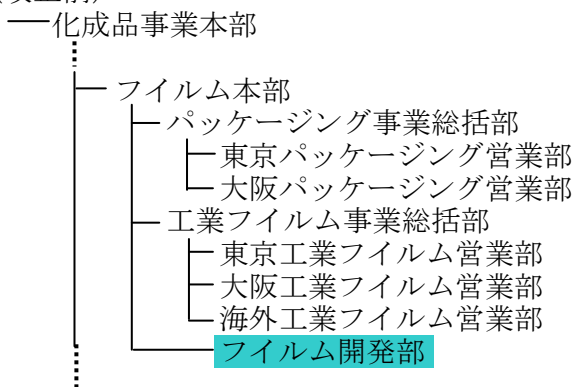 化成品事業本部
フイルム本部
パッケージング事業総括部
東京パッケージング営業部
大阪パッケージング営業部
工業フイルム事業総括部
東京工業フイルム営業部
大阪工業フイルム営業部
海外工業フイルム営業部
フイルム開発部